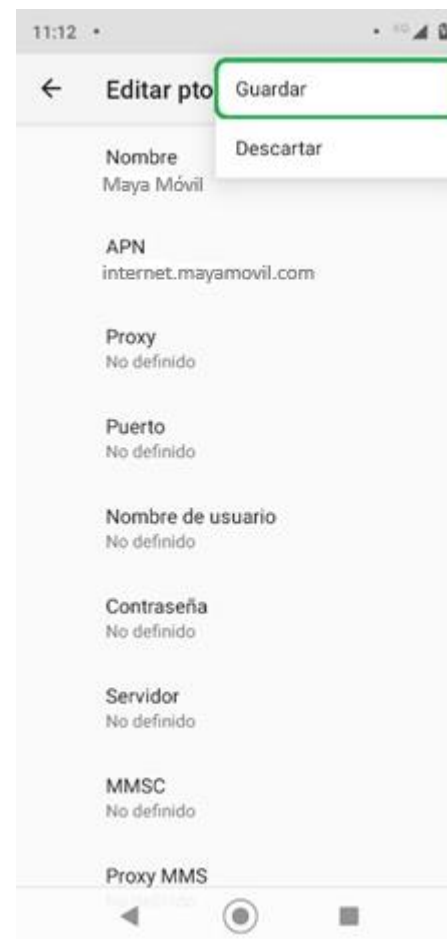 11:12
Editar pto
Guardar
Descartar
Nombre
Maya Móvil
APN
internet.mayamovil.com
Proxy
No definido
Puerto
No definido
Nombre de usuario
No definido
Contraseña
No definido
Servidor
No definido
MMSC
No definido
Proxy MMS